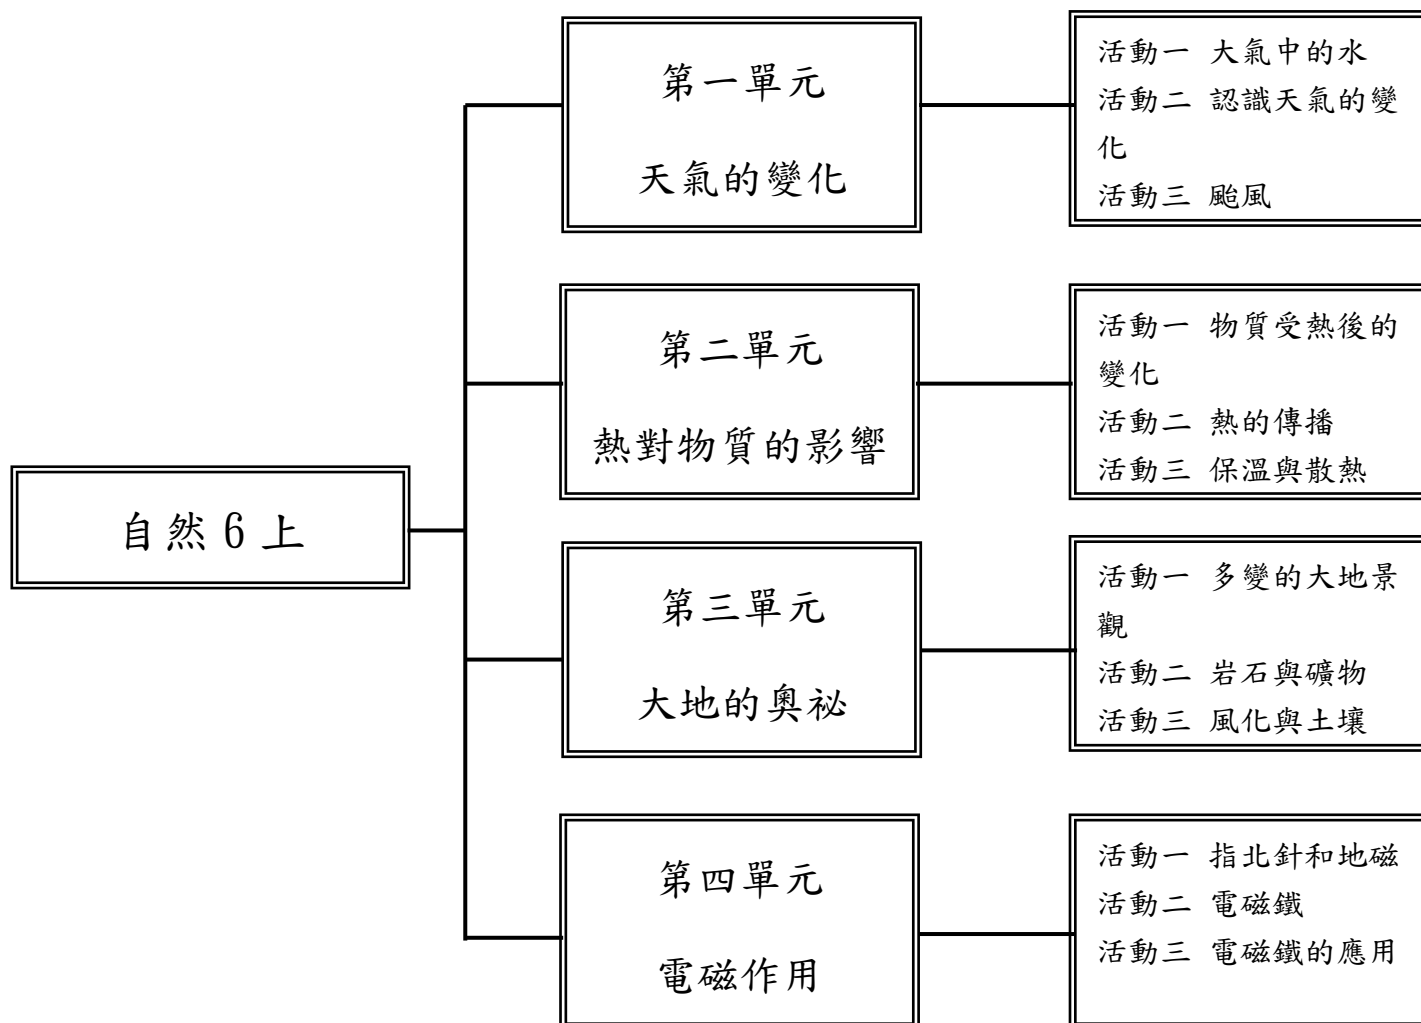 自然 6 上
第一單元
天氣的變化
活動一 大氣中的水
活動二 認識天氣的變
化
活動三 颱風
第二單元
熱對物質的影響
活動一 物質受熱後的
變化
活動二 熱的傳播
活動三 保溫與散熱
第三單元
大地的奧祕
活動一 多變的大地景
觀
活動二 岩石與礦物
活動三 風化與土壤
第四單元
電磁作用
活動一 指北針和地磁
活動二 電磁鐵
活動三 電磁鐵的應用